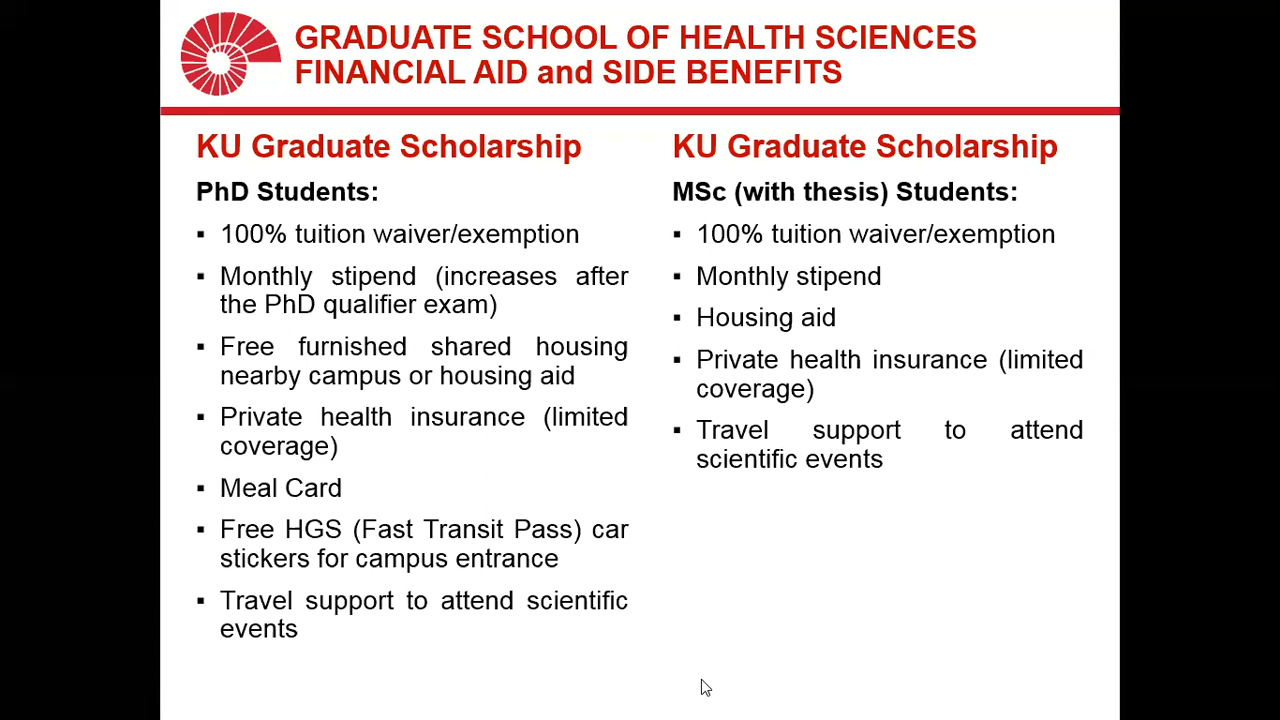 GRADUATE SCHOOL OF HEALTH SCIENCES
FINANCIAL AID and SIDE BENEFITS
KU Graduate Scholarship
PhD Students:
▪ 100% tuition waiver/exemption
▪ Monthly stipend (increases after
the PhD qualifier exam)
▪ Free furnished shared housing
nearby campus or housing aid
▪ Private health insurance (limited
coverage)
▪ Meal Card
▪ Free HGS (Fast Transit Pass) car
stickers for campus entrance
▪ Travel support to attend scientific
events
KU Graduate Scholarship
MSc (with thesis) Students:
▪ 100% tuition waiver/exemption
▪ Monthly stipend
▪ Housing aid
▪ Private health insurance (limited
coverage)
▪ Travel support to attend
scientific events